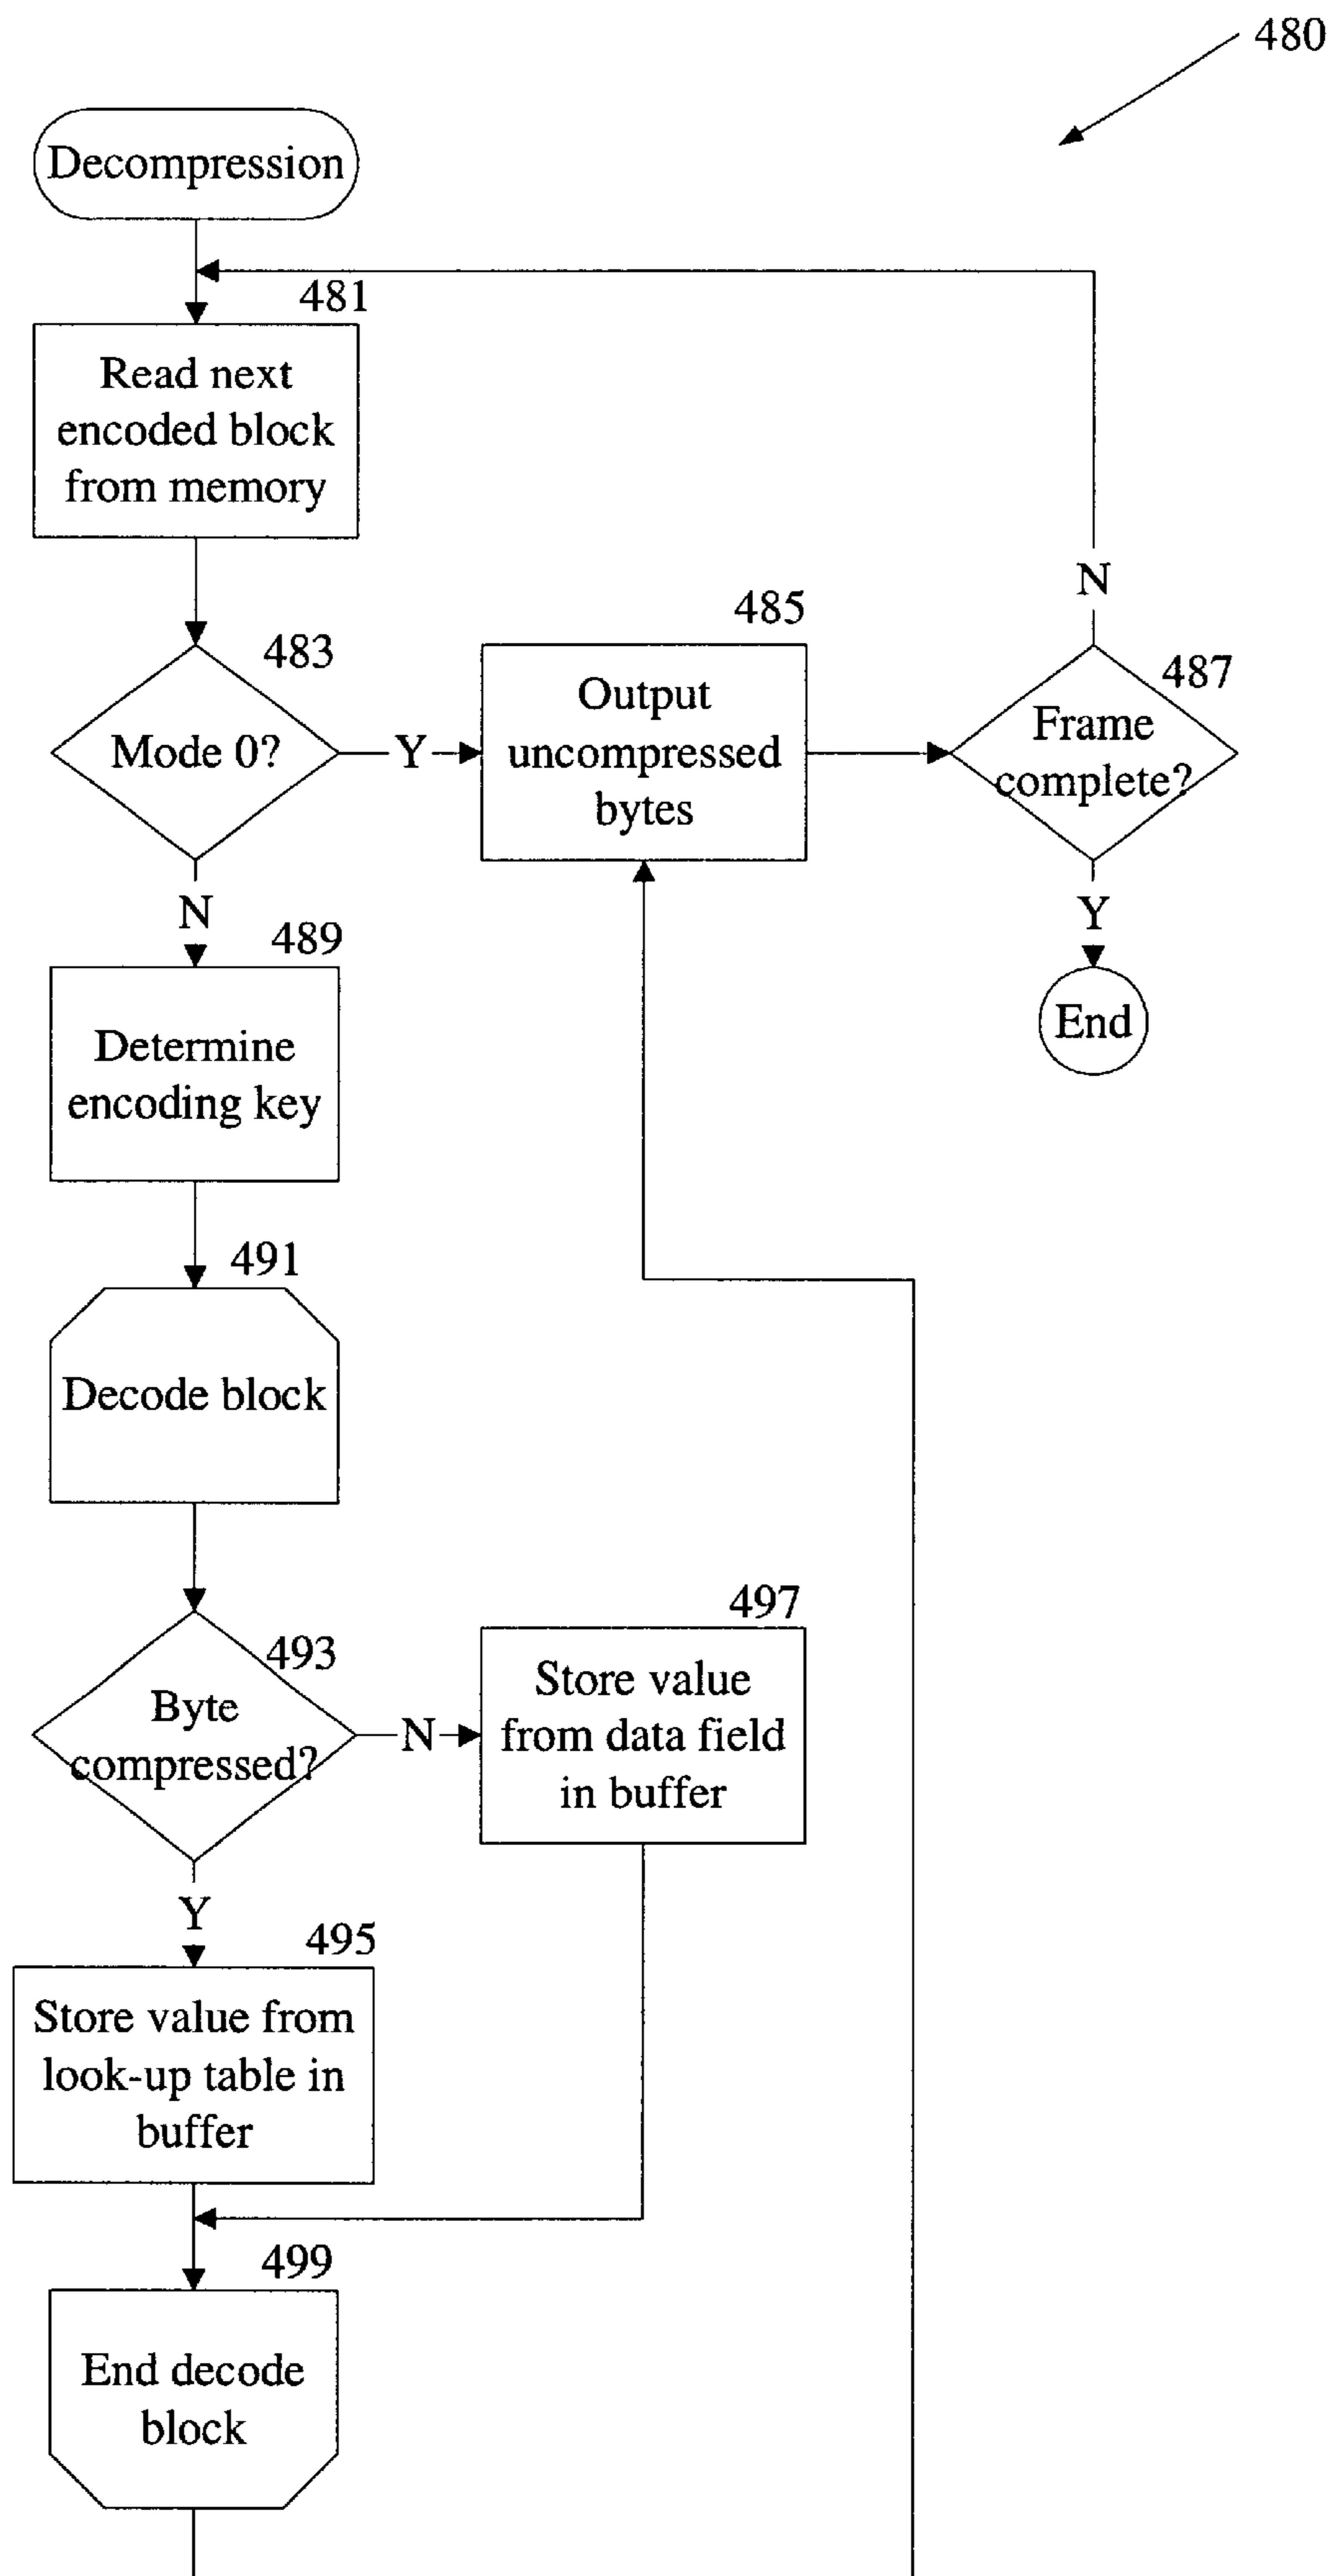 480
Decompression
481
Read next
encoded block
from memory
N
485
483
487
Output
uncompressed
bytes
Mode 0?
Y
Frame
complete?
N
Y
489
End
Determine
encoding key
491
Decode block
497
493
Store value
from data field
in buffer
Byte
compressed?
N
Y
495
Store value from
look-up table in
buffer
499
End decode
block